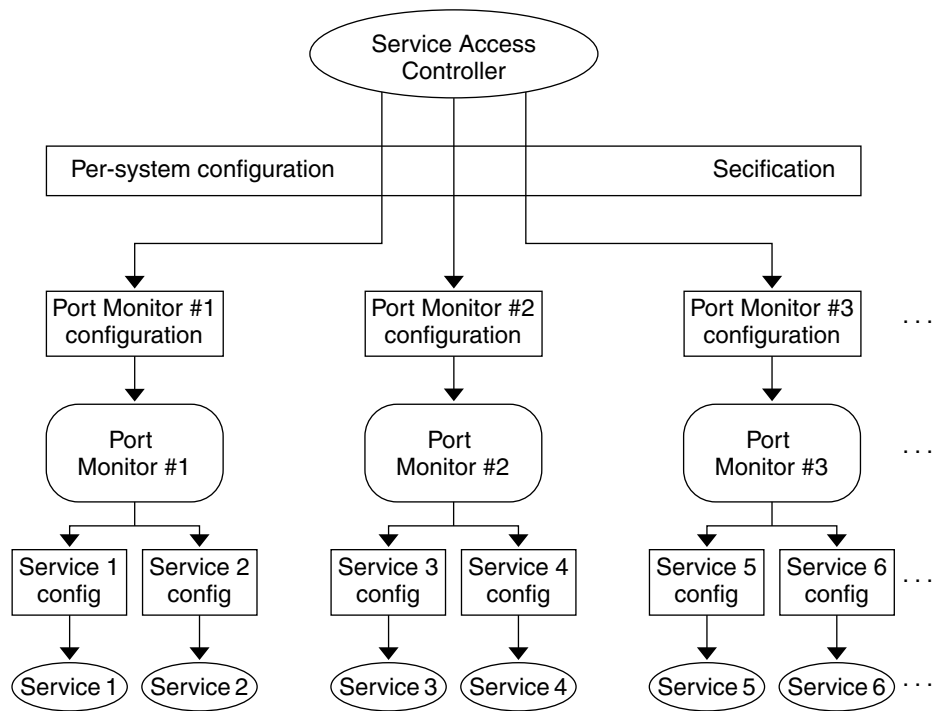 Service Access
Controller
Per-system configuration
Secification
Port Monitor #1
configuration
Port Monitor #2
configuration
Port Monitor #3
configuration
. . .
Port
Monitor #1
Port
Monitor #2
Port
Monitor #3
. . .
Service 1
config
Service 2
config
Service 3
config
Service 4
config
Service 5
config
Service 6
config
. . .
Service 1
Service 2
Service 3
Service 4
Service 5
Service 6
. . .